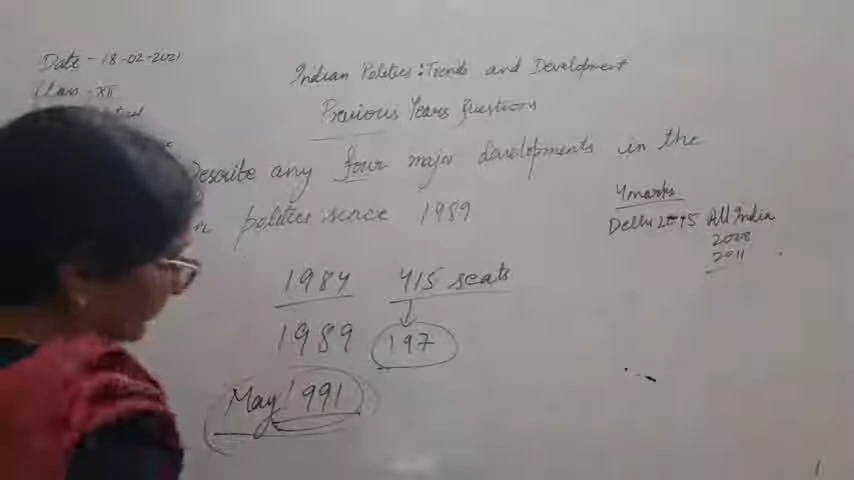 Date - 18-02-2021
Class - XII
Indian Politics: Trends and Development
Previous Years Questions
Describe any four major developments in the
politics since 1989
4 marks
Delhi 2015 All India
2008
2011
1984 415 seats
1989 197
May 1991